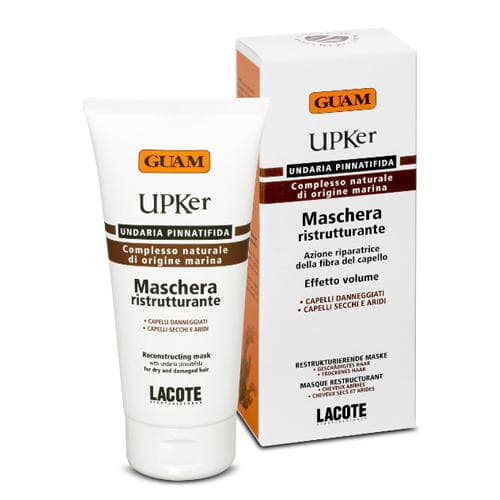 GUAM
UPKer
UNDARIA PINNATIFIDA
Complesso naturale
di origine marina
Maschera
ristrutturante
• CAPELLI DANNEGGIATI
• CAPELLI SECCHI E ARIDI
Reconstructing mask
with undaria pinnatifida
for dry and damaged hair
LACOTE
GUAM
UPKer
UNDARIA PINNATIFIDA
Complesso naturale
di origine marina
Maschera
ristrutturante
Azione riparatrice
della fibra del capello
Effetto volume
• CAPELLI DANNEGGIATI
• CAPELLI SECCHI E ARIDI
RESTRUKTURIERENDE MASKE
• GESCHÄDIGTES HAAR
• TROCKENES HAAR
MASQUE RESTRUCTURANT
• CHEVEUX ABÎMÉS
• CHEVEUX SECS ET ARIDES
LACOTE